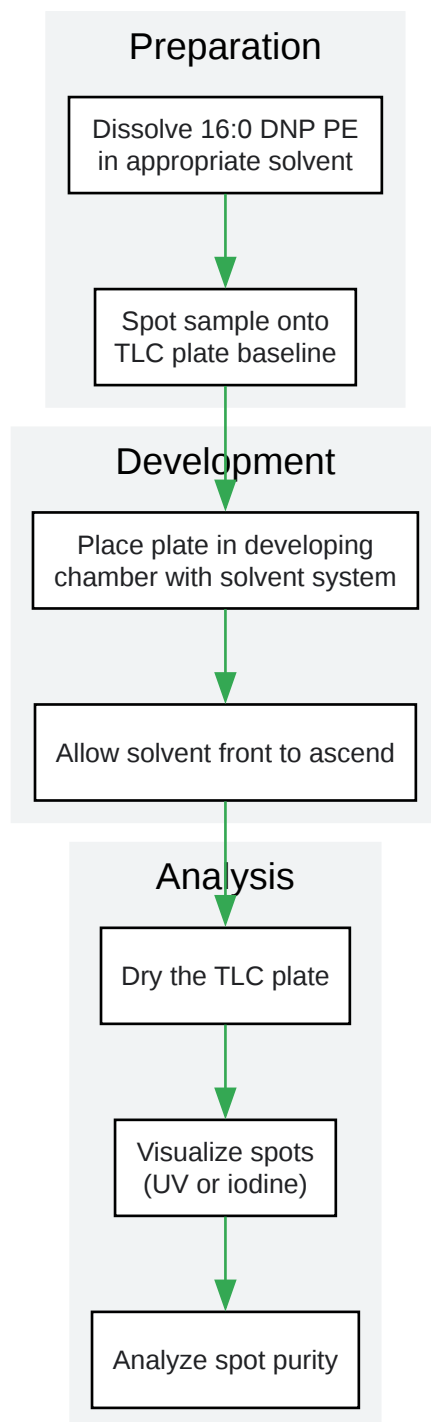 Preparation
Dissolve 16:0 DNP PE
in appropriate solvent
Spot sample onto
TLC plate baseline
Development
Place plate in developing
chamber with solvent system
Allow solvent front to ascend
Analysis
Dry the TLC plate
Visualize spots
(UV or iodine)
Analyze spot purity